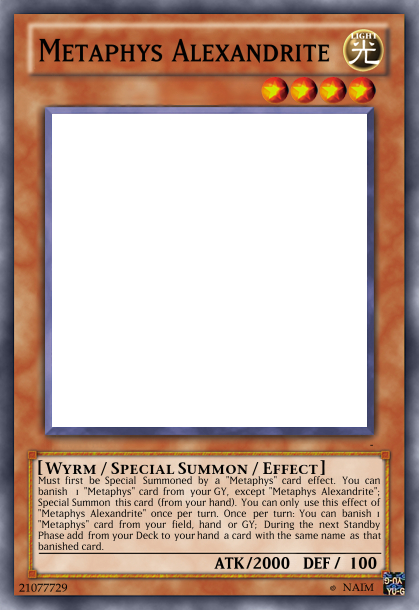 Metaphys Alexandrite
LIGHT
光
-
[Wyrm / Special Summon / Effect]
Must first be Special Summoned by a "Metaphys" card effect. You can
banish 1 "Metaphys" card from your GY, except "Metaphys Alexandrite";
Special Summon this card (from your hand). You can only use this effect of
"Metaphys Alexandrite" once per turn. Once per turn: You can banish 1
"Metaphys" card from your field, hand or GY; During the next Standby
Phase add from your Deck to your hand a card with the same name as that
banished card.
ATK/2000 DEF/ 100
21077729
© NAIM